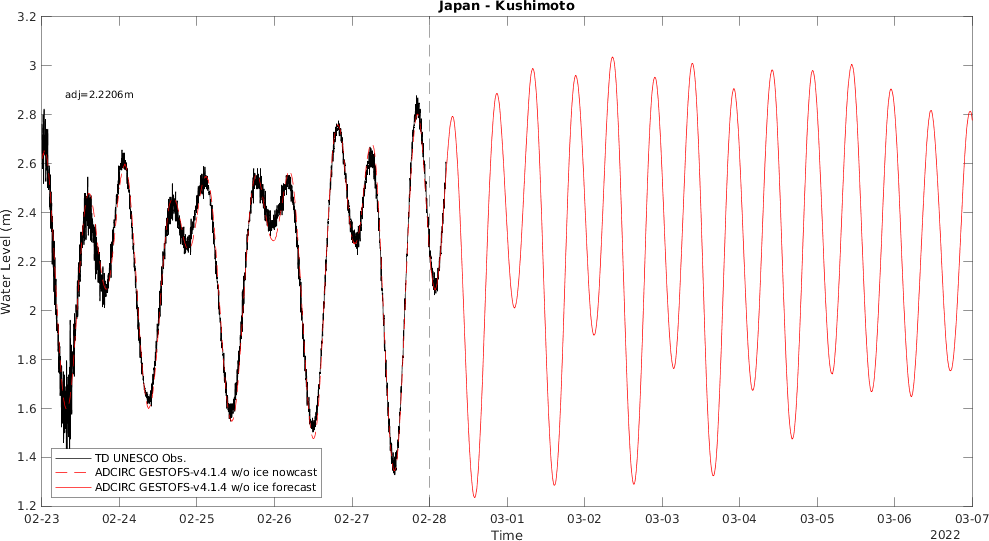 Japan - Kushimoto
3.2
3
2.8
2.6
2.4
2.2
2
1.8
1.6
1.4
1.2
Water Level (m)
adj=2.2206m
TD UNESCO Obs.
ADCIRC GESTOFS-v4.1.4 w/o ice nowcast
ADCIRC GESTOFS-v4.1.4 w/o ice forecast
02-23 02-24 02-25 02-26 02-27 02-28 03-01 03-02 03-03 03-04 03-05 03-06 03-07
Time
2022